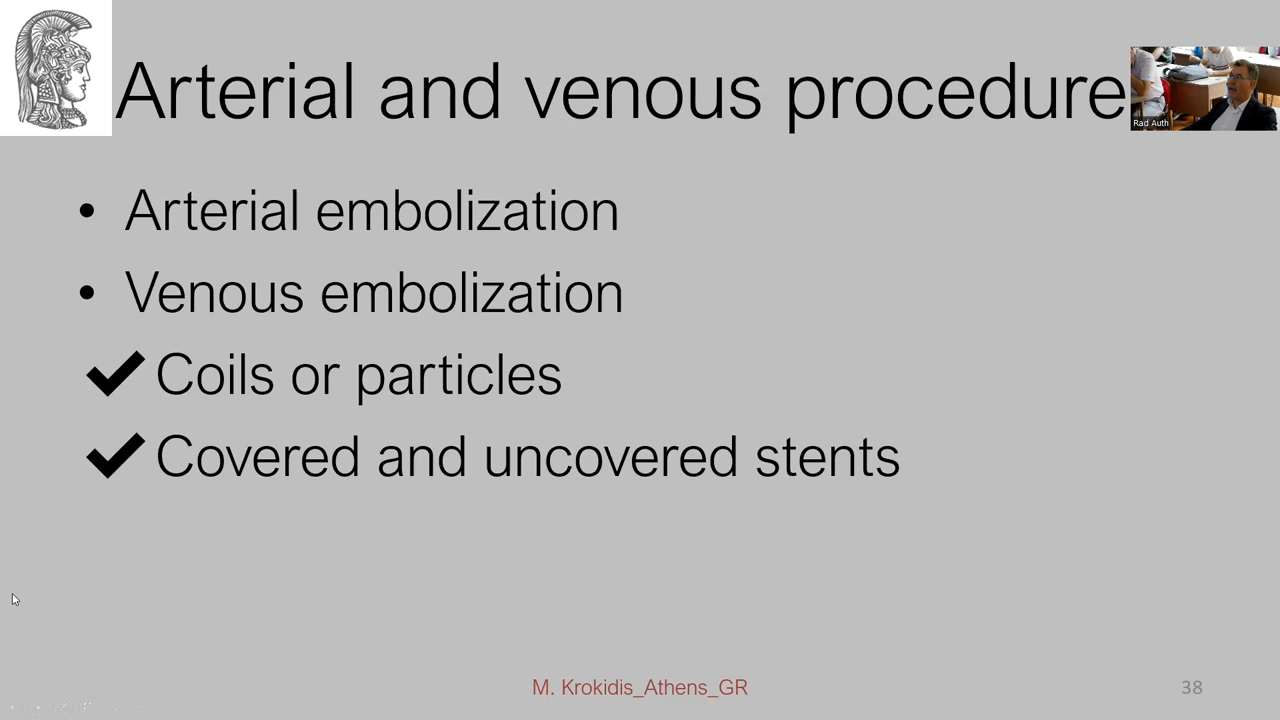 Arterial and venous procedure
Rad Auth
• Arterial embolization
• Venous embolization
✔ Coils or particles
✔ Covered and uncovered stents
M. Krokidis_Athens_GR
38